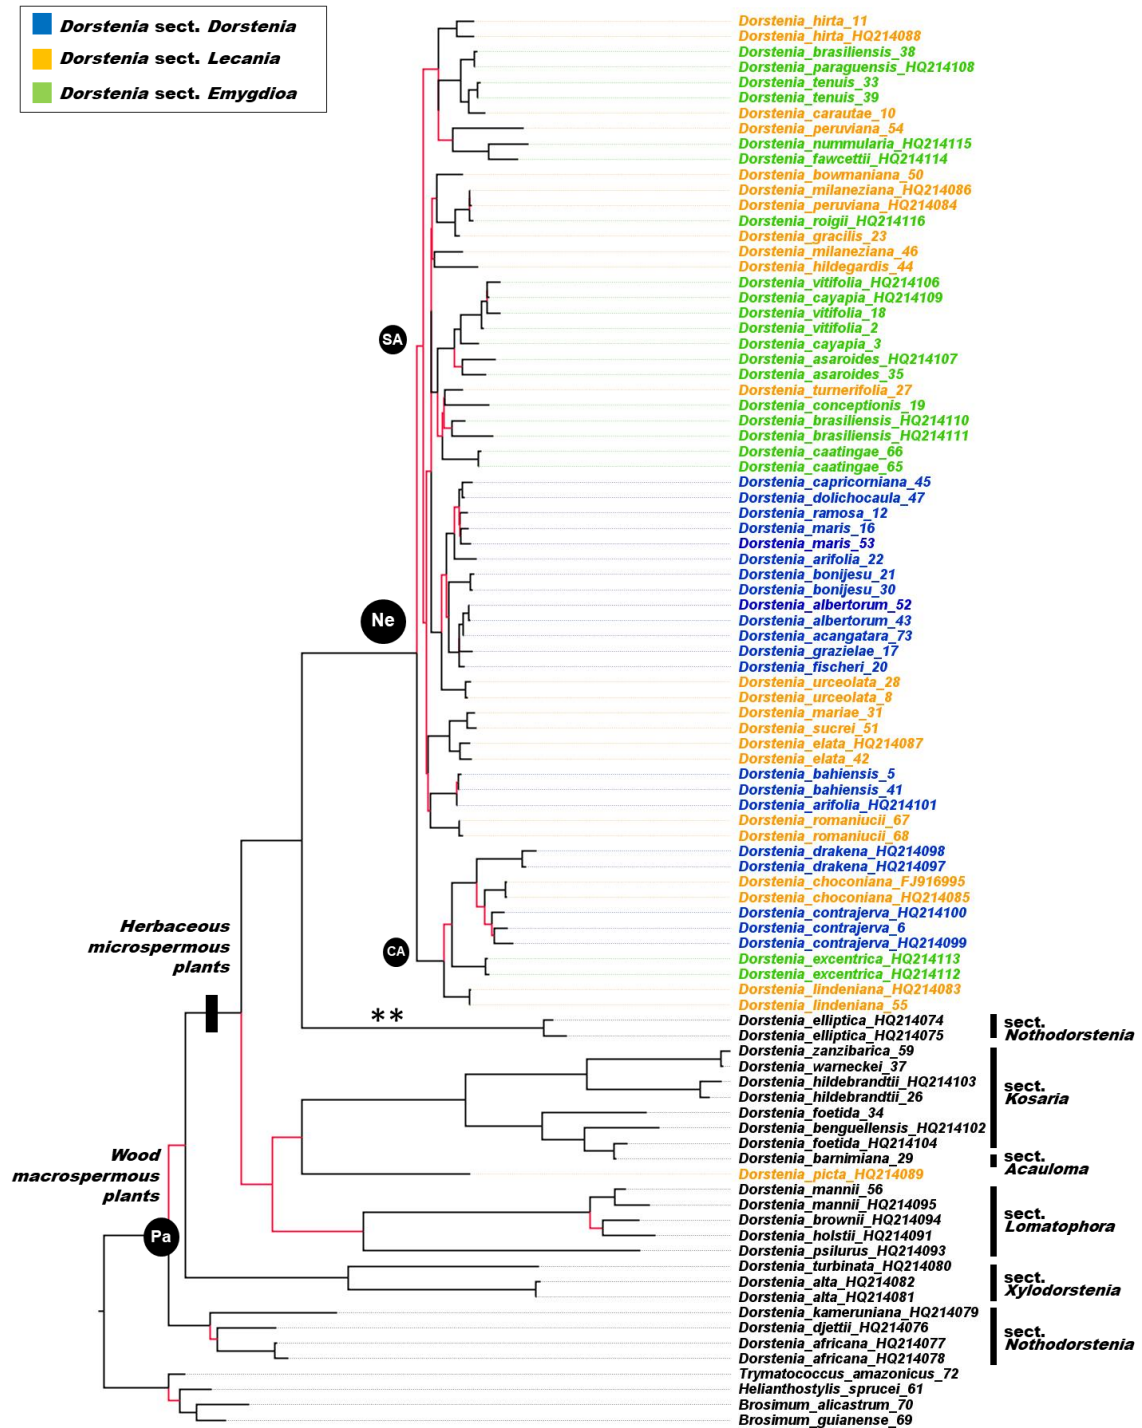 Dorstenia sect. Dorstenia
Dorstenia sect. Lecania
Dorstenia sect. Emygdioa
Dorstenia_hirta_11
Dorstenia_hirta_HQ214088
Dorstenia_brasiliensis_38
Dorstenia_paraguensis_HQ214108
Dorstenia_tenuis_33
Dorstenia_tenuis_39
Dorstenia_carautae_10
Dorstenia_peruviana_54
Dorstenia_nummularia_HQ214115
Dorstenia_fawcettii_HQ214114
Dorstenia_bowmaniana_50
Dorstenia_milaneziana_HQ214086
Dorstenia_peruviana_HQ214084
Dorstenia_roigii_HQ214116
Dorstenia_gracilis_23
Dorstenia_milaneziana_46
Dorstenia_hildegardis_44
Dorstenia_vitifolia_HQ214106
Dorstenia_cayapia_HQ214109
Dorstenia_vitifolia_18
Dorstenia_vitifolia_2
SA
Dorstenia_cayapia_3
Dorstenia_asaroides_HQ214107
Dorstenia_asaroides_35
Dorstenia_turnerifolia_27
Dorstenia_conceptionis_19
Dorstenia_brasiliensis_HQ214110
Dorstenia_brasiliensis_HQ214111
Dorstenia_caatingae_66
Dorstenia_caatingae_65
Dorstenia_capricorniana_45
Dorstenia_dolichocaula_47
Dorstenia_ramosa_12
Dorstenia_maris_16
Dorstenia_maris_53
Dorstenia_arifolia_22
Dorstenia_bonijesu_21
Dorstenia_bonijesu_30
Dorstenia_albertorum_52
Ne
Dorstenia_albertorum_43
Dorstenia_acangatara_73
Dorstenia_grazielae_17
Dorstenia_fischeri_20
Dorstenia_urceolata_28
Dorstenia_urceolata_8
Dorstenia_mariae_31
Dorstenia_sucrei_51
Dorstenia_elata_HQ214087
Dorstenia_elata_42
Dorstenia_bahiensis_5
Dorstenia_bahiensis_41
Dorstenia_arifolia_HQ214101
Dorstenia_romaniucii_67
Dorstenia_romaniucii_68
Dorstenia_drakena_HQ214098
Dorstenia_drakena_HQ214097
Dorstenia_choconiana_FJ916995
Dorstenia_choconiana_HQ214085
Dorstenia_contrajerva_HQ214100
Dorstenia_contrajerva_6
Dorstenia_contrajerva_HQ214099
Herbaceous
microspermous
plants
CA
Dorstenia_excentrica_HQ214113
Dorstenia_excentrica_HQ214112
Dorstenia_lindeniana_HQ214083
Dorstenia_lindeniana_55
**
Dorstenia_elliptica_HQ214074
Dorstenia_elliptica_HQ214075
sect.
Nothodorstenia
Dorstenia_zanzibarica_59
Dorstenia_warneckei_37
Dorstenia_hildebrandtii_HQ214103
Dorstenia_hildebrandtii_26
Dorstenia_foetida_34
Dorstenia_benguellensis_HQ214102
Dorstenia_foetida_HQ214104
sect.
Kosaria
Dorstenia_barnimiana_29
sect.
Acauloma
Wood
macrospermous
plants
Dorstenia_picta_HQ214089
Dorstenia_mannii_56
Dorstenia_mannii_HQ214095
Dorstenia_brownii_HQ214094
Dorstenia_holstii_HQ214091
Dorstenia_psilurus_HQ214093
sect.
Lomatophora
Pa
Dorstenia_turbinata_HQ214080
Dorstenia_alta_HQ214082
Dorstenia_alta_HQ214081
sect.
Xylodorstenia
Dorstenia_kameruniana_HQ214079
Dorstenia_djettii_HQ214076
Dorstenia_africana_HQ214077
Dorstenia_africana_HQ214078
sect.
Nothodorstenia
Trymatococcus_amazonicus_72
Helianthostylis_sprucei_61
Brosimum_alicastrum_70
Brosimum_guianense_69